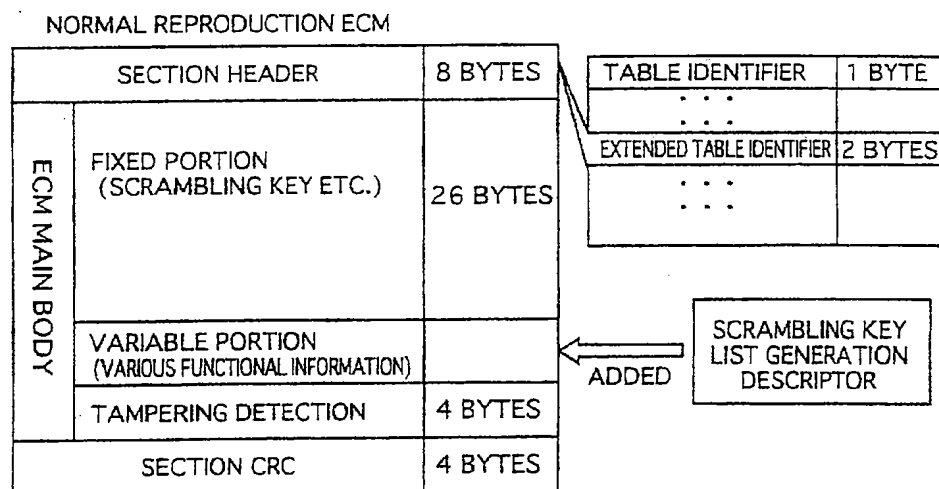 NORMAL REPRODUCTION ECM
SECTION HEADER
8 BYTES
ECM MAIN BODY
FIXED PORTION
(SCRAMBLING KEY ETC.)
26 BYTES
VARIABLE PORTION
(VARIOUS FUNCTIONAL INFORMATION)
TAMPERING DETECTION
4 BYTES
SECTION CRC
4 BYTES
TABLE IDENTIFIER
1 BYTE
EXTENDED TABLE IDENTIFIER
2 BYTES
ADDED
SCRAMBLING KEY
LIST GENERATION
DESCRIPTOR